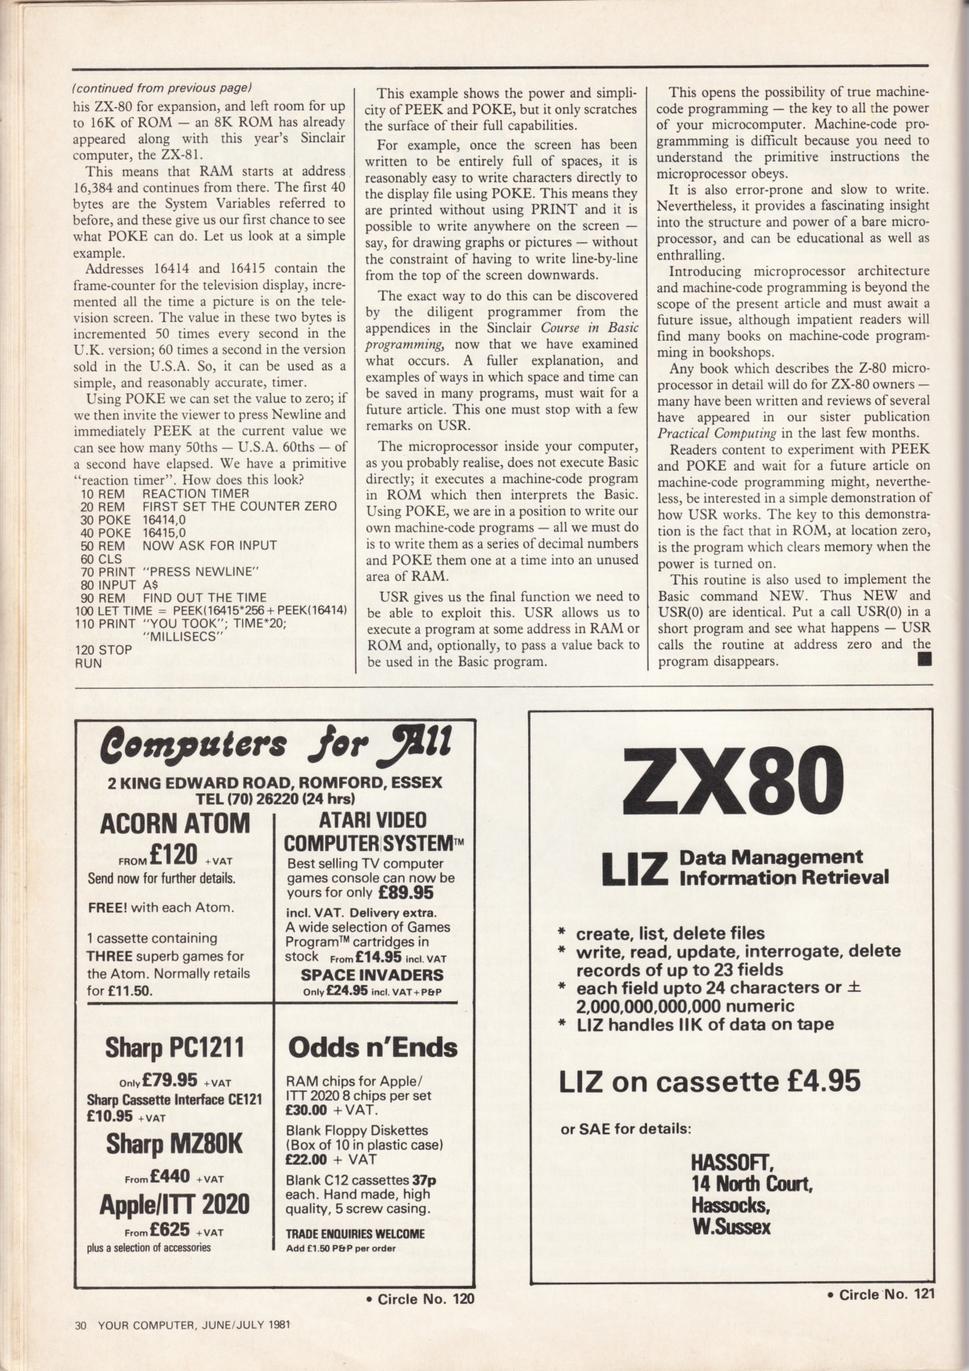 (continued from previous page)
his ZX-80 for expansion, and left room for up
to 16K of ROM — an 8K ROM has already
appeared along with this year's Sinclair
computer, the ZX-81.
This means that RAM starts at address
16,384 and continues from there. The first 40
bytes are the System Variables referred to
before, and these give us our first chance to see
what POKE can do. Let us look at a simple
example.
Addresses 16414 and 16415 contain the
frame-counter for the television display, incre-
mented all the time a picture is on the tele-
vision screen. The value in these two bytes is
incremented 50 times every second in the
U.K. version; 60 times a second in the version
sold in the U.S.A. So, it can be used as a
simple, and reasonably accurate, timer.
Using POKE we can set the value to zero; if
we then invite the viewer to press Newline and
immediately PEEK at the current value we
can see how many 50ths — U.S.A. 60ths — of
a second have elapsed. We have a primitive
"reaction timer". How does this look?
10 REM REACTION TIMER
20 REM FIRST SET THE COUNTER ZERO
30 POKE 16414,0
40 POKE 16415,0
50 REM NOW ASK FOR INPUT
60 CLS
70 PRINT "PRESS NEWLINE"
80 INPUT A$
90 REM FIND OUT THE TIME
100 LET TIME = PEEK(16415*256+PEEK(16414)
110 PRINT "YOU TOOK"; TIME*20;
"MILLISECS"
120 STOP
RUN
This example shows the power and simpli-
city of PEEK and POKE, but it only scratches
the surface of their full capabilities.
For example, once the screen has been
written to be entirely full of spaces, it is
reasonably easy to write characters directly to
the display file using POKE. This means they
are printed without using PRINT and it is
possible to write anywhere on the screen —
say, for drawing graphs or pictures — without
the constraint of having to write line-by-line
from the top of the screen downwards.
The exact way to do this can be discovered
by the diligent programmer from the
appendices in the Sinclair Course in Basic
programming, now that we have examined
what occurs. A fuller explanation, and
examples of ways in which space and time can
be saved in many programs, must wait for a
future article. This one must stop with a few
remarks on USR.
The microprocessor inside your computer,
as you probably realise, does not execute Basic
directly; it executes a machine-code program
in ROM which then interprets the Basic.
Using POKE, we are in a position to write our
own machine-code programs — all we must do
is to write them as a series of decimal numbers
and POKE them one at a time into an unused
area of RAM.
USR gives us the final function we need to
be able to exploit this. USR allows us to
execute a program at some address in RAM or
ROM and, optionally, to pass a value back to
be used in the Basic program.
This opens the possibility of true machine-
code programming — the key to all the power
of your microcomputer. Machine-code pro-
grammming is difficult because you need to
understand the primitive instructions the
microprocessor obeys.
It is also error-prone and slow to write.
Nevertheless, it provides a fascinating insight
into the structure and power of a bare micro-
processor, and can be educational as well as
enthralling.
Introducing microprocessor architecture
and machine-code programming is beyond the
scope of the present article and must await a
future issue, although impatient readers will
find many books on machine-code program-
ming in bookshops.
Any book which describes the Z-80 micro-
processor in detail will do for ZX-80 owners —
many have been written and reviews of several
have appeared in our sister publication
Practical Computing in the last few months.
Readers content to experiment with PEEK
and POKE and wait for a future article on
machine-code programming might, neverthe-
less, be interested in a simple demonstration of
how USR works. The key to this demonstra-
tion is the fact that in ROM, at location zero,
is the program which clears memory when the
power is turned on.
This routine is also used to implement the
Basic command NEW. Thus NEW and
USR(0) are identical. Put a call USR(0) in a
short program and see what happens — USR
calls the routine at address zero and the
program disappears. ■
Computers for All
2 KING EDWARD ROAD, ROMFORD, ESSEX
TEL (70) 26220 (24 hrs)
ACORN ATOM
FROM £120 +VAT
Send now for further details.
FREE! with each Atom.
1 cassette containing
THREE superb games for
the Atom. Normally retails
for £11.50.
ATARI VIDEO
COMPUTER SYSTEM™
Best selling TV computer
games console can now be
yours for only £89.95
incl. VAT. Delivery extra.
A wide selection of Games
Program™ cartridges in
stock From £14.95 incl. VAT
SPACE INVADERS
Only £24.95 incl. VAT+P&P
Sharp PC1211
Only £79.95 +VAT
Sharp Cassette Interface CE121
£10.95 +VAT
Sharp MZ80K
From £440 +VAT
Apple/ITT 2020
From £625 +VAT
plus a selection of accessories
Odds n'Ends
RAM chips for Apple/
ITT 2020 8 chips per set
£30.00 +VAT.
Blank Floppy Diskettes
(Box of 10 in plastic case)
£22.00 + VAT
Blank C12 cassettes 37p
each. Hand made, high
quality, 5 screw casing.
TRADE ENQUIRIES WELCOME
Add £1.50 P&P per order
• Circle No. 120
ZX80
LIZ Data Management
Information Retrieval
* create, list, delete files
* write, read, update, interrogate, delete
records of up to 23 fields
* each field upto 24 characters or ±
2,000,000,000,000 numeric
* LIZ handles IIK of data on tape
LIZ on cassette £4.95
or SAE for details:
HASSOFT,
14 North Court,
Hassocks,
W.Sussex
• Circle No. 121
30 YOUR COMPUTER, JUNE/JULY 1981